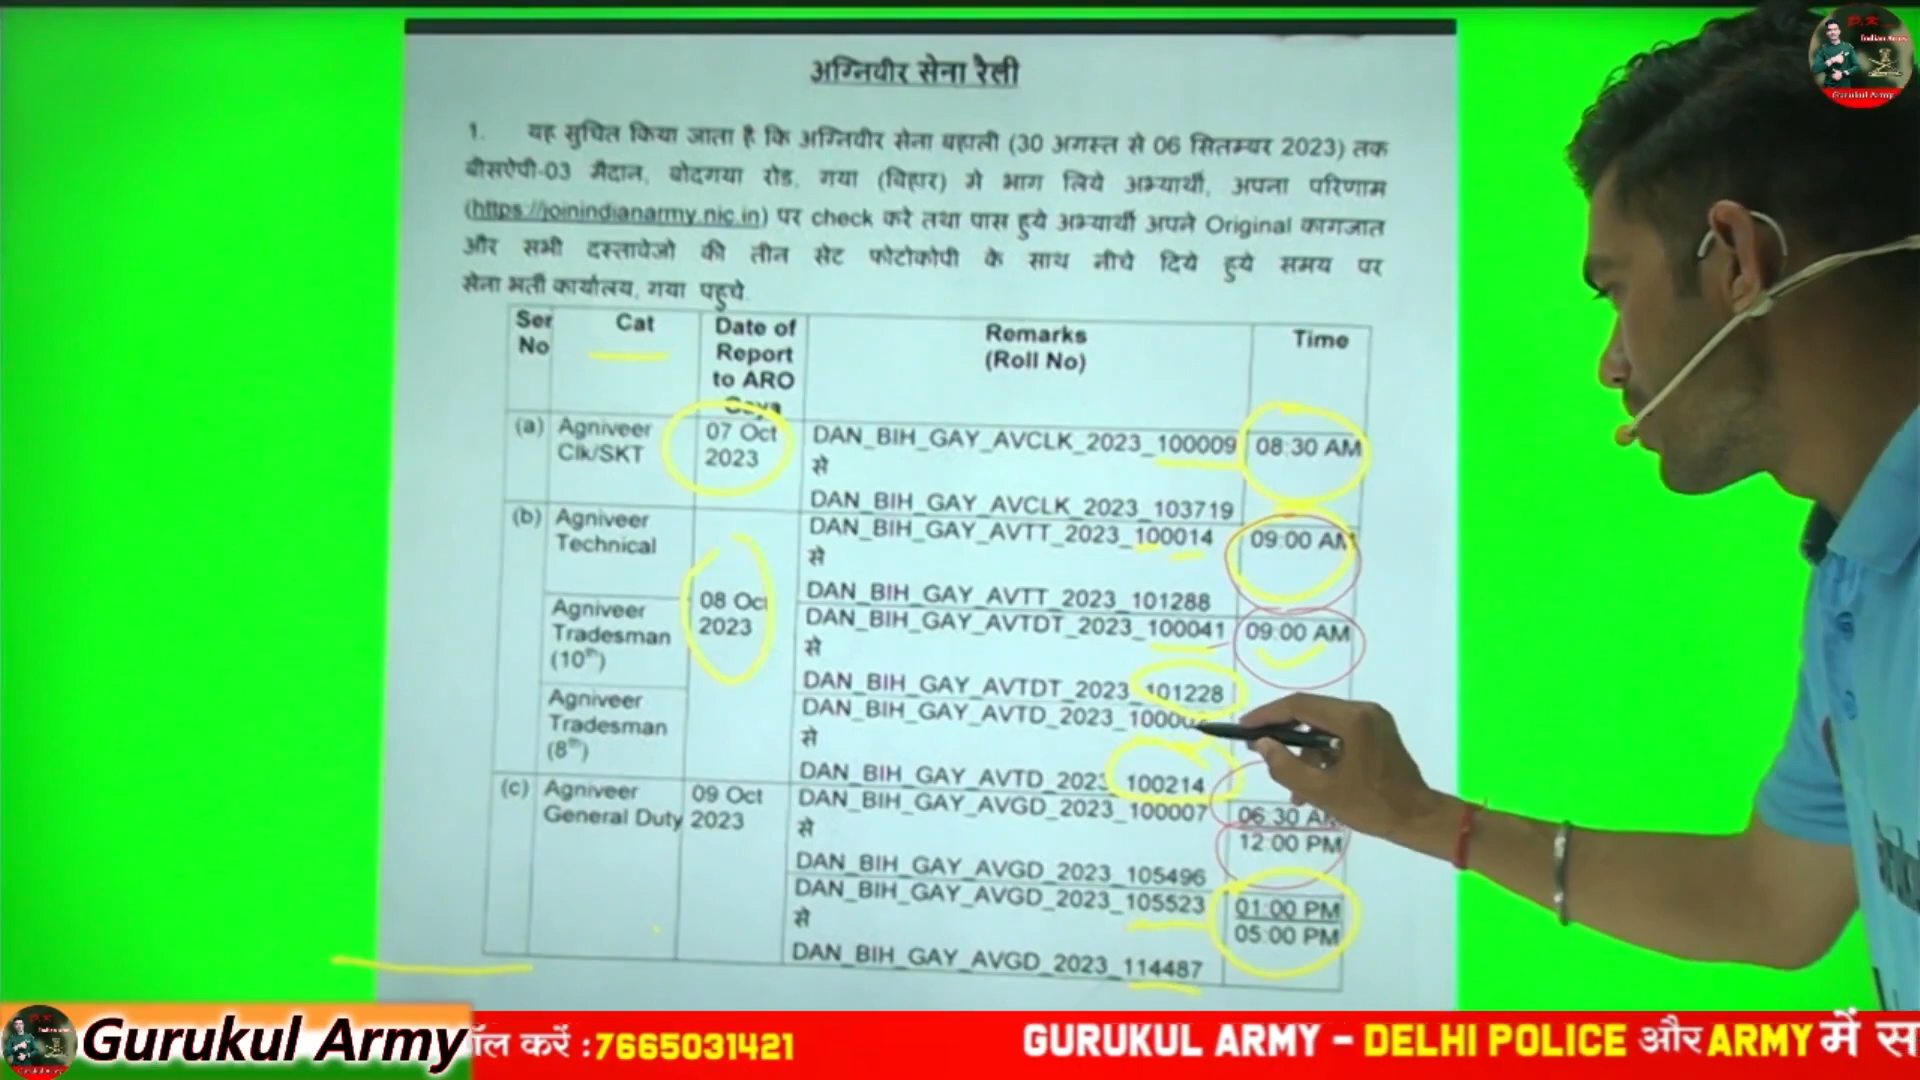 अग्निवीर सेना रैली
1. यह सुचित किया जाता है कि अग्निवीर सेना बहाली (30 अगस्त से 06 सितम्बर 2023) तक
बीसऐपी-03 मैदान, बोदगया रोड, गया (बिहार) मे भाग लिये अभ्यार्थी, अपना परिणाम
(https://joinindianarmy.nic.in) पर check करे तथा पास हुये अभ्यार्थी अपने Original कागजात
और सभी दस्तावेजो की तीन सेट फोटोकोपी के साथ नीचे दिये हुये समय पर
सेना भर्ती कार्यालय, गया पहुचे.
Ser No Cat Date of Report to ARO Gaya Remarks (Roll No) Time
(a) Agniveer Clk/SKT 07 Oct 2023 DAN_BIH_GAY_AVCLK_2023_100009 08:30 AM
से
DAN_BIH_GAY_AVCLK_2023_103719
(b) Agniveer Technical DAN_BIH_GAY_AVTT_2023_100014 09:00 AM
से
DAN_BIH_GAY_AVTT_2023_101288
08 Oct 2023
Agniveer Tradesman (10th) DAN_BIH_GAY_AVTDT_2023_100041 09:00 AM
से
DAN_BIH_GAY_AVTDT_2023_101228
Agniveer Tradesman (8th)
से
DAN_BIH_GAY_AVTD_2023_100214
(c) Agniveer General Duty 09 Oct 2023 DAN_BIH_GAY_AVGD_2023_100007 06:30 AM
से 12:00 PM
DAN_BIH_GAY_AVGD_2023_105496
DAN_BIH_GAY_AVGD_2023_105523 01:00 PM
से 05:00 PM
DAN_BIH_GAY_AVGD_2023_114487
Indian Army
Gurukul Army
Gurukul Army
करें : 7665031421
GURUKUL ARMY - DELHI POLICE और ARMY में